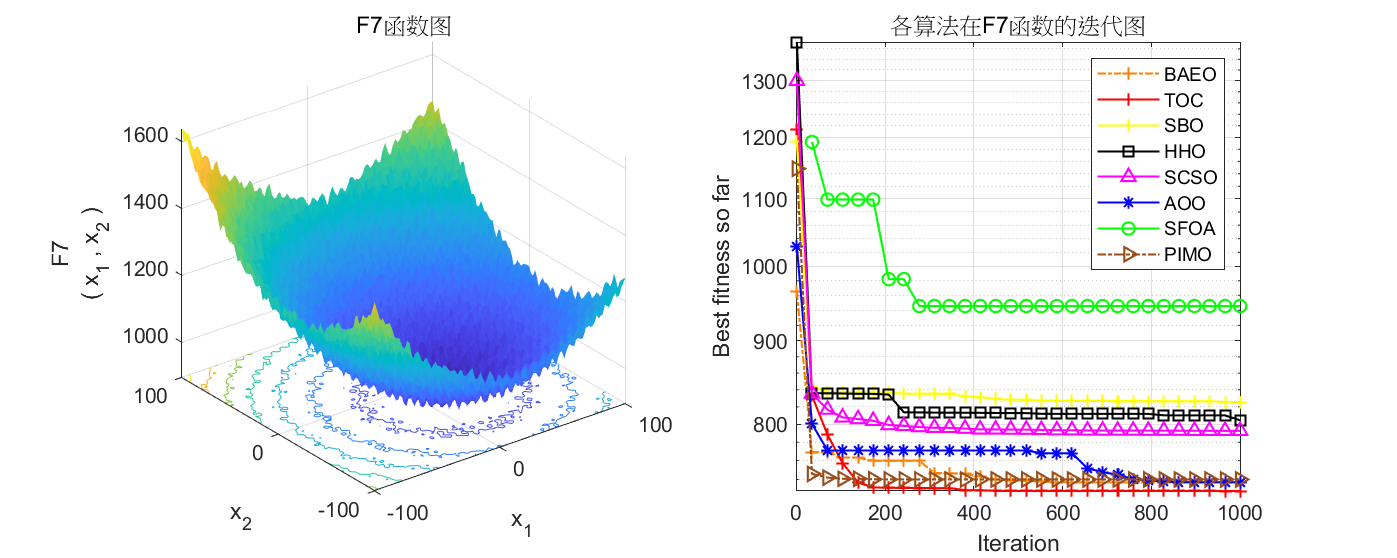 F7函数图
F7
( x1 , x2 )
1600
1400
1200
1000
100
0
-100
-100
0
100
x2
x1
各算法在F7函数的迭代图
Best fitness so far
1300
1200
1100
1000
900
800
0
200
400
600
800
1000
Iteration
BAEO
TOC
SBO
HHO
SCSO
AOO
SFOA
PIMO